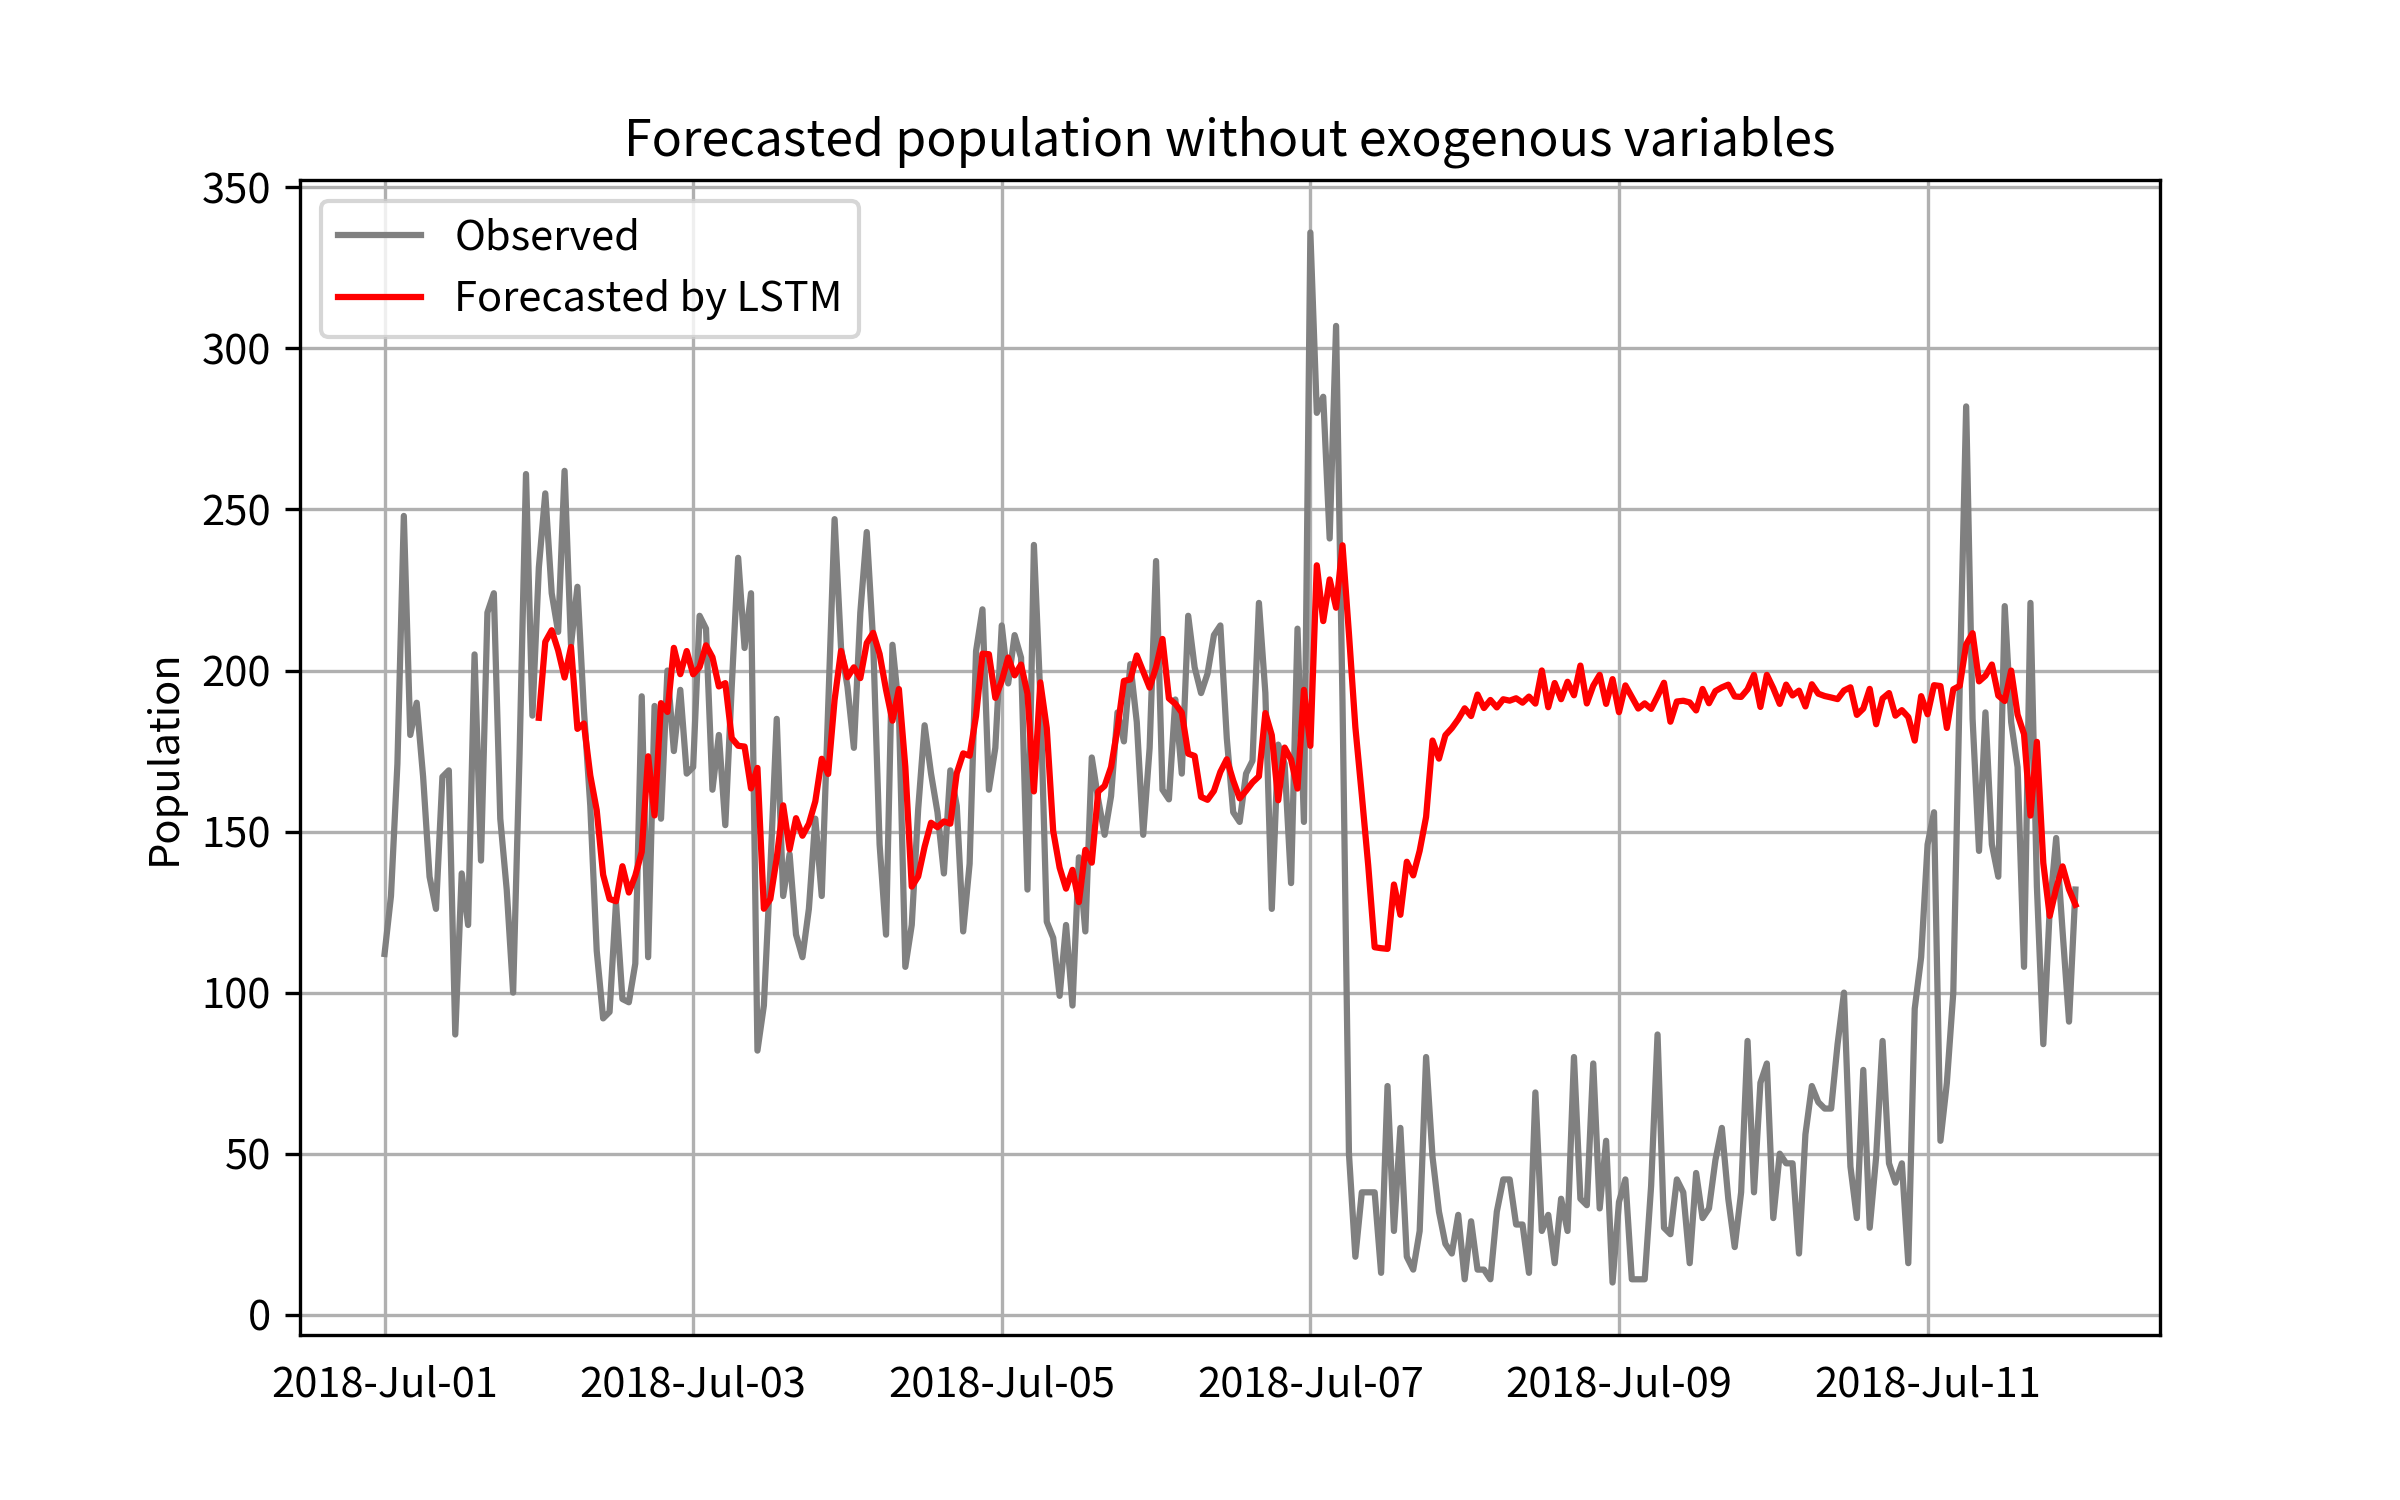 Forecasted population without exogenous variables
Observed
Forecasted by LSTM
Population
350
300
250
200
150
100
50
0
2018-Jul-01 2018-Jul-03 2018-Jul-05 2018-Jul-07 2018-Jul-09 2018-Jul-11